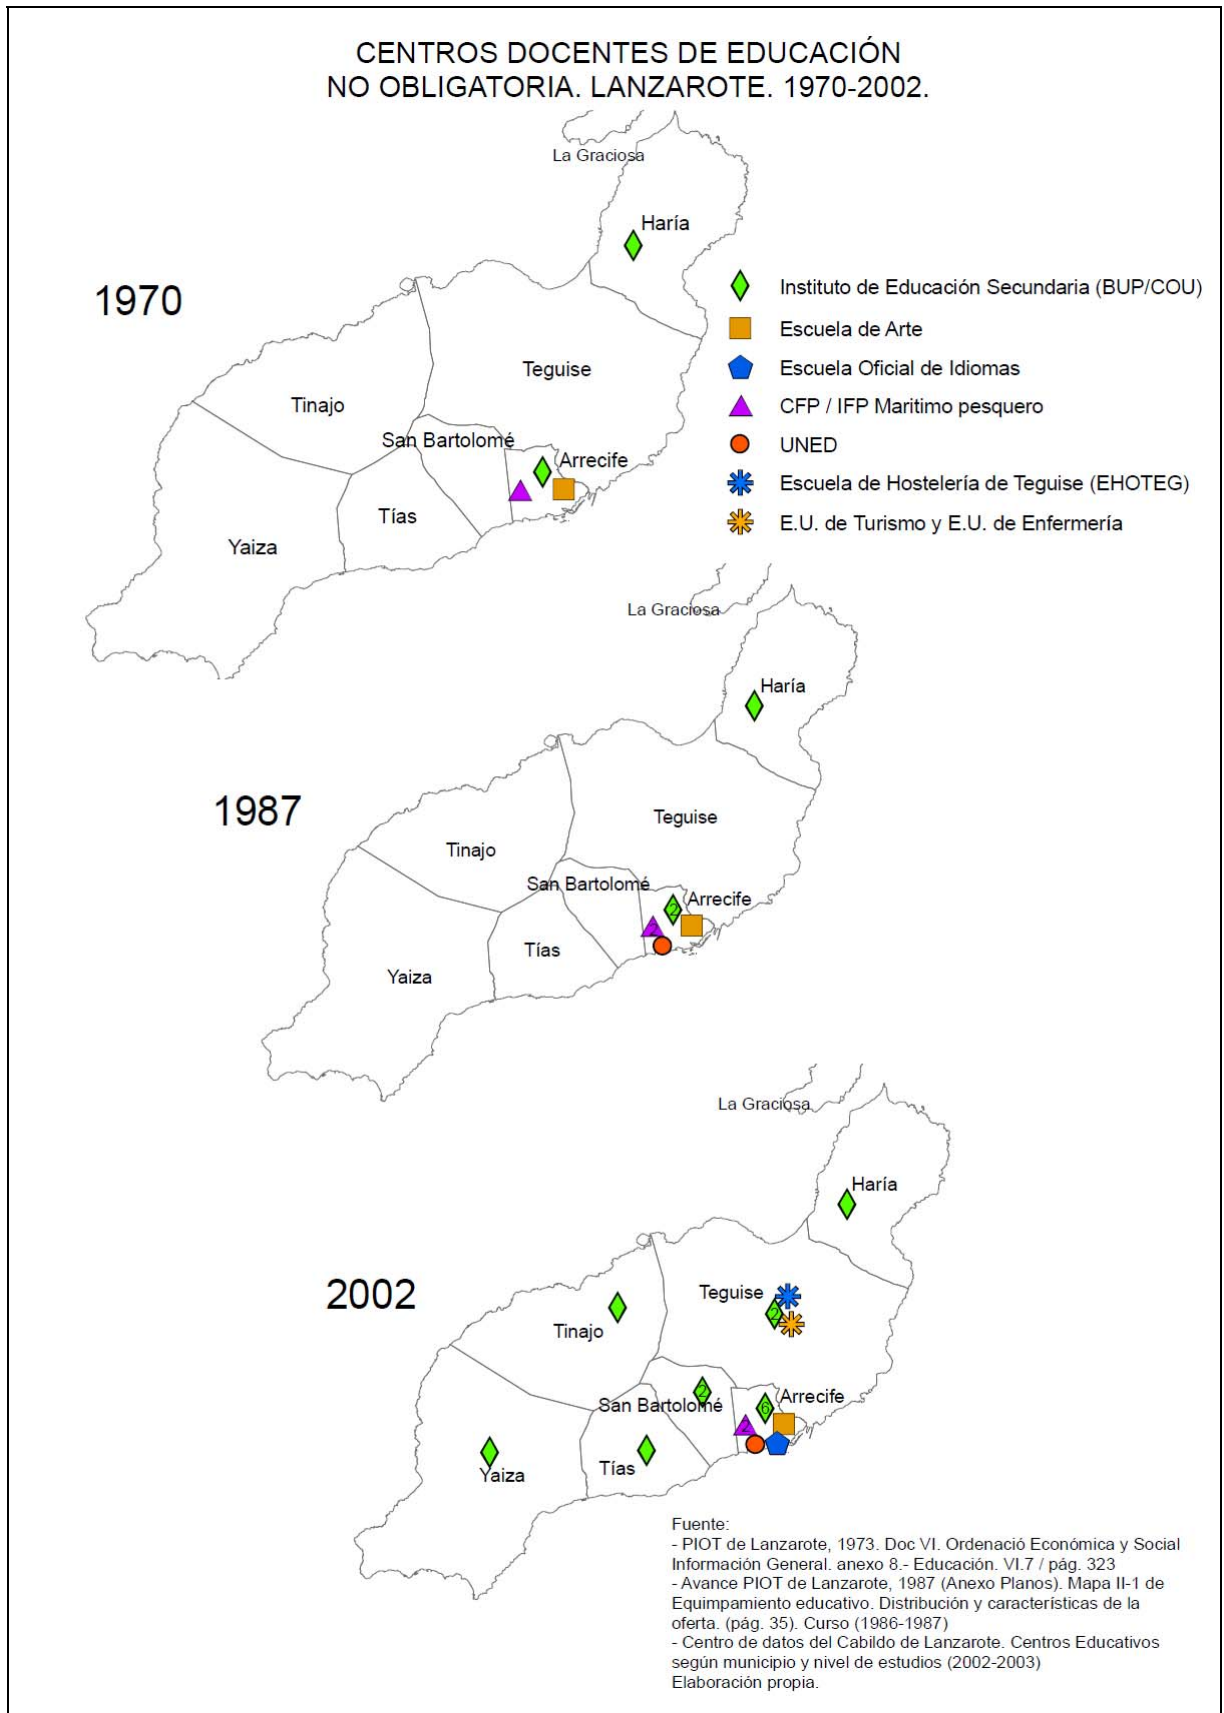 CENTROS DOCENTES DE EDUCACIÓN
NO OBLIGATORIA. LANZAROTE. 1970-2002.
La Graciosa
Haría
1970
Teguise
Tinajo
San Bartolomé
Arrecife
Tías
Yaiza
Instituto de Educación Secundaria (BUP/COU)
Escuela de Arte
Escuela Oficial de Idiomas
CFP / IFP Maritimo pesquero
UNED
Escuela de Hostelería de Teguise (EHOTEG)
E.U. de Turismo y E.U. de Enfermería
La Graciosa
Haría
1987
Teguise
Tinajo
San Bartolomé
2
Arrecife
2
Tías
Yaiza
La Graciosa
Haría
2002
Teguise
2
Tinajo
2
San Bartolomé
Arrecife
6
2
Tías
Yaiza
Fuente:
- PIOT de Lanzarote, 1973. Doc VI. Ordenació Económica y Social
Información General. anexo 8.- Educación. VI.7 / pág. 323
- Avance PIOT de Lanzarote, 1987 (Anexo Planos). Mapa II-1 de
Equimpamiento educativo. Distribución y características de la
oferta. (pág. 35). Curso (1986-1987)
- Centro de datos del Cabildo de Lanzarote. Centros Educativos
según municipio y nivel de estudios (2002-2003)
Elaboración propia.